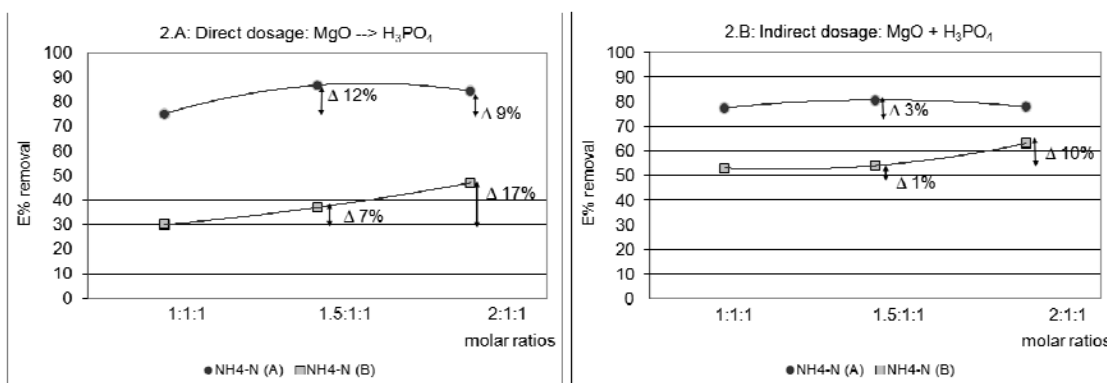 2.A: Direct dosage: MgO --> H₃PO₄
E% removal
100
90
80
70
60
50
40
30
20
10
0
Δ 12%
Δ 9%
Δ 7%
Δ 17%
1:1:1
1.5:1:1
2:1:1
molar ratios
NH4-N (A)
NH4-N (B)
2.B: Indirect dosage: MgO + H₃PO₄
E% removal
100
90
80
70
60
50
40
30
20
10
0
Δ 3%
Δ 10%
Δ 1%
1:1:1
1.5:1:1
2:1:1
molar ratios
NH4-N (A)
NH4-N (B)